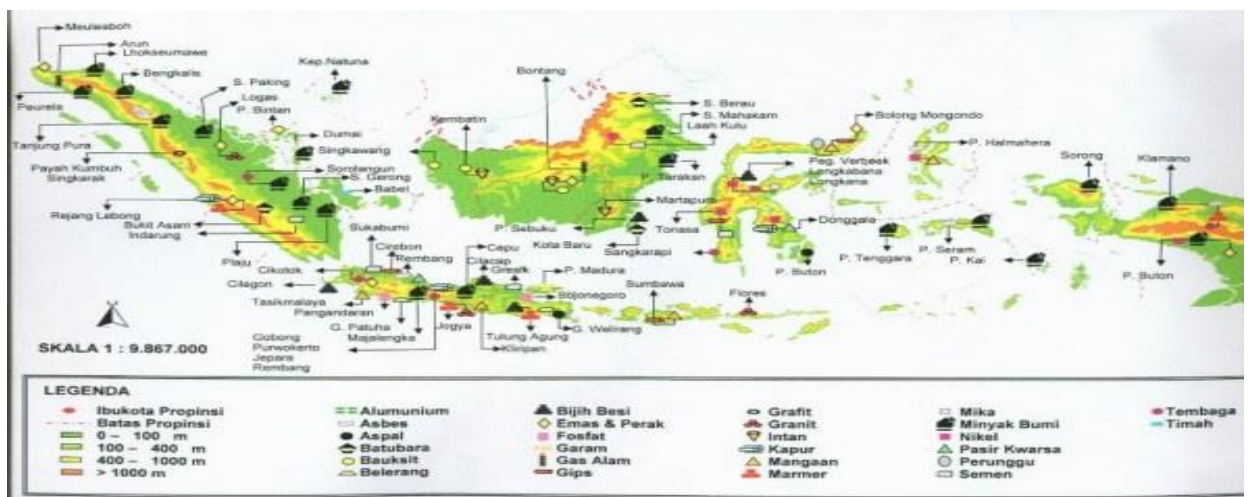 Meulaboh
Arun
Lhokseumawe
Bengkalis
Kep.Natuna
S. Paking
Logas
P. Bintan
Peurela
Dumai
Tanjung Pura
Payah Kumbuh
Singkarak
Singkawang
Sorolangun
S. Gerong
Babel
Rejang Lebong
Bukit Asam
Indarung
Plaju
Kembatin
Bontang
S. Berau
S. Mahakam
Laah Kulu
P. Tarakan
Martapura
P. Sebuku
Kota Baru
Sangkarapi
Tonasa
Bolong Mongondo
Peg. Verbeek
Longkabana
Longkana
P. Halmahera
Sorong
Klamano
Donggala
P. Buton
P. Tenggara
P. Seram
P. Kai
P. Buton
Sukabumi
Cirebon
Rembang
Cepu
Cilacap
Gresik
P. Madura
Cikotok
Cilegon
Tasikmalaya
Pangandaran
G. Patuha
Majalengka
Jogya
Bojonegoro
Tulung Agung
Kliripan
G. Welirang
Sumbawa
Flores
Gobong
Purwokerto
Jepara
Rembang
SKALA 1 : 9.867.000
LEGENDA
Ibukota Propinsi
Batas Propinsi
0 – 100 m
100 - 400 m
400 - 1000 m
> 1000 m
Alumunium
Asbes
Aspal
Batubara
Bauksit
Belerang
Bijih Besi
Emas & Perak
Fosfat
Garam
Gas Alam
Gips
Grafit
Granit
Intan
Kapur
Mangaan
Marmer
Mika
Minyak Bumi
Nikel
Pasir Kwarsa
Perunggu
Semen
Tembaga
Timah